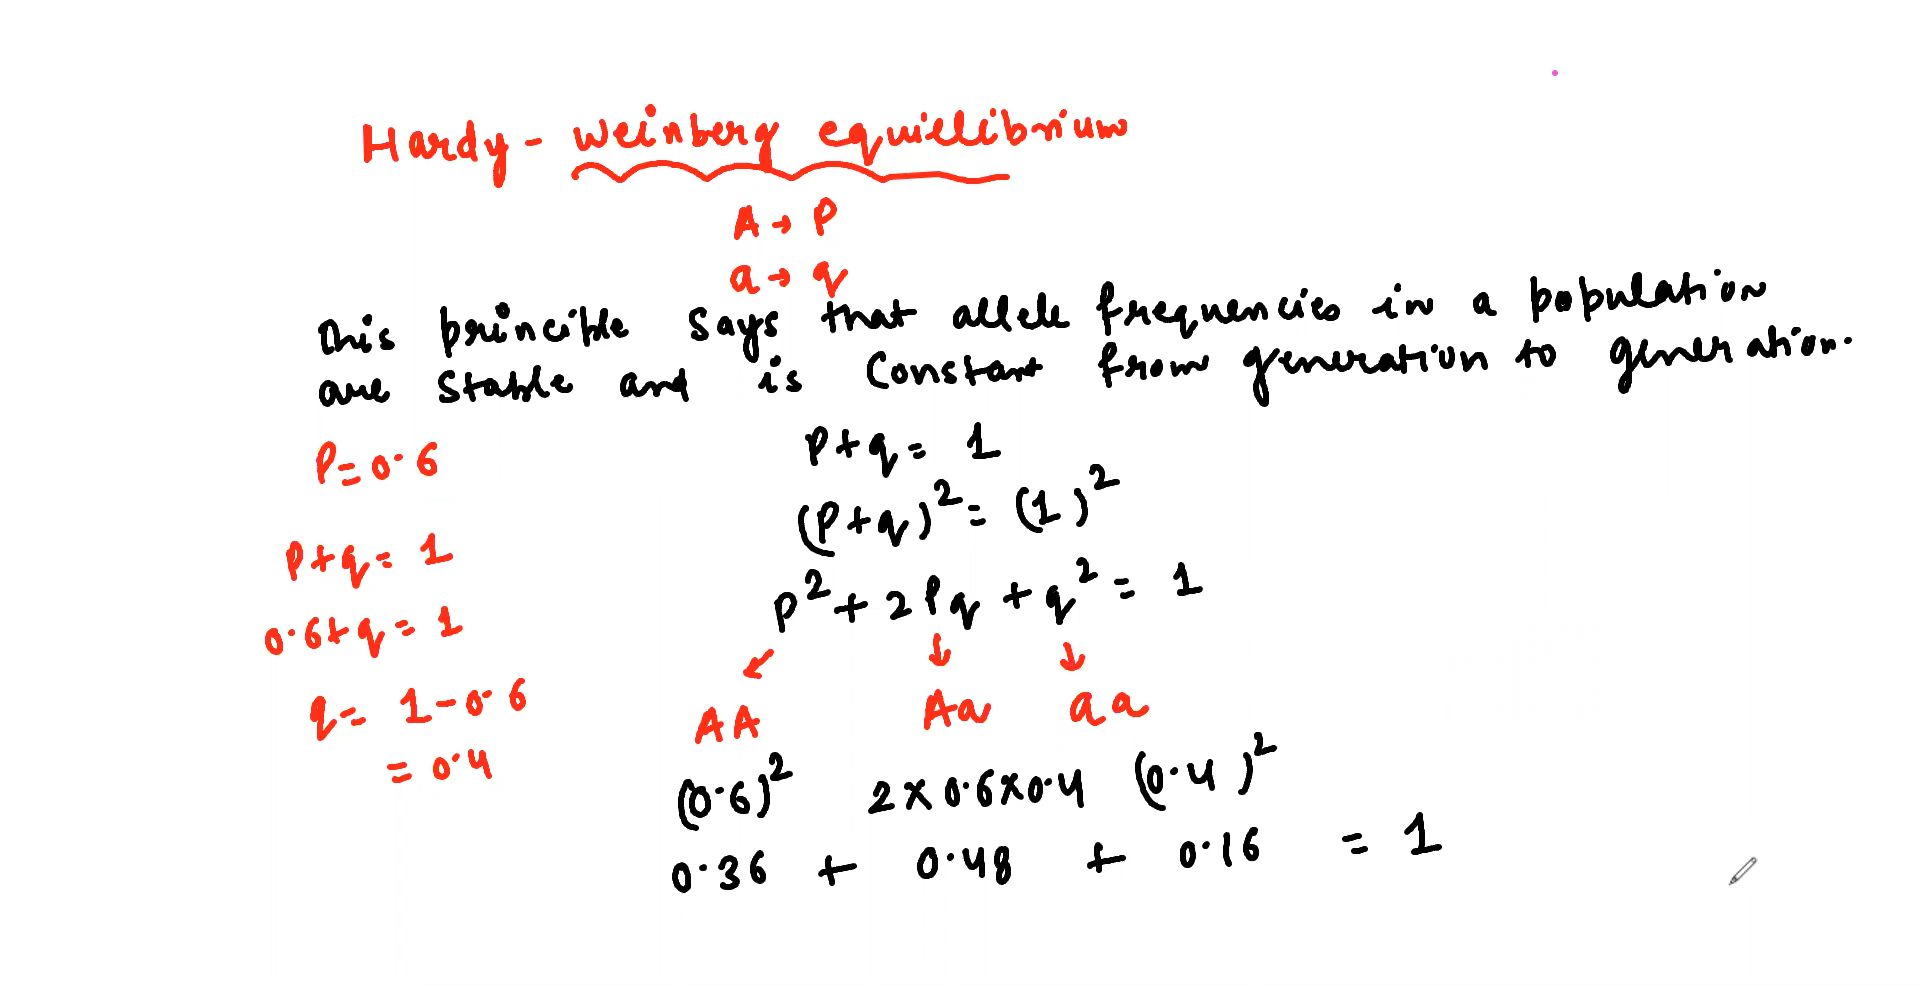 Hardy - Weinberg equilibrium
A → P
a → q
This principle says that allele frequencies in a population
are stable and is constant from generation to generation.
P = 0.6
P + q = 1
0.6 + q = 1
q = 1 - 0.6
= 0.4
P + q = 1
(P + q)² = (1)²
P² + 2Pq + q² = 1
↙ ↓ ↓
AA Aa aa
(0.6)² 2 × 0.6 × 0.4 (0.4)²
0.36 + 0.48 + 0.16 = 1